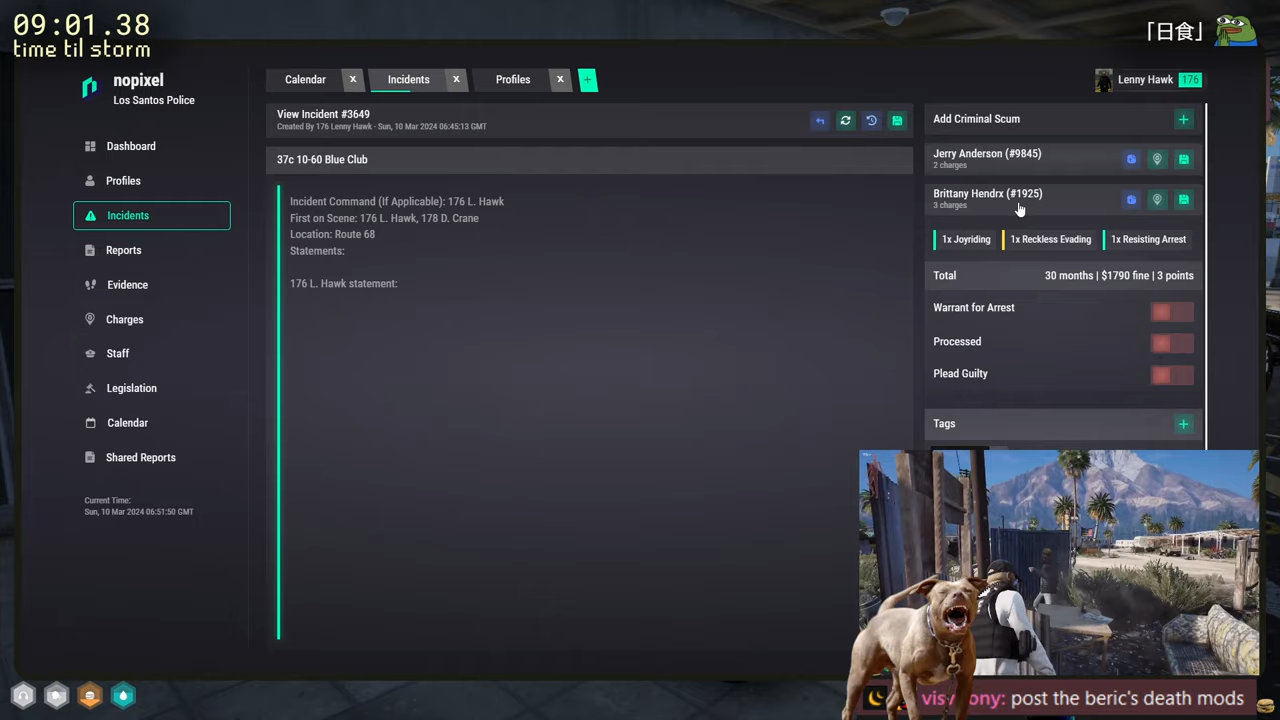 09:01.38
time til storm
「日食」
nopixel
Los Santos Police
Calendar
x
Incidents
x
Profiles
x
+
Lenny Hawk 176
Dashboard
Profiles
Incidents
Reports
Evidence
Charges
Staff
Legislation
Calendar
Shared Reports
Current Time:
Sun, 10 Mar 2024 06:51:50 GMT
View Incident #3649
Created By 176 Lenny Hawk - Sun, 10 Mar 2024 06:45:13 GMT
37c 10-60 Blue Club
Incident Command (If Applicable): 176 L. Hawk
First on Scene: 176 L. Hawk, 178 D. Crane
Location: Route 68
Statements:
176 L. Hawk statement:
Add Criminal Scum
+
Jerry Anderson (#9845)
2 charges
Brittany Hendrx (#1925)
3 charges
1x Joyriding
1x Reckless Evading
1x Resisting Arrest
Total
30 months | $1790 fine | 3 points
Warrant for Arrest
Processed
Plead Guilty
Tags
+
post the beric's death mods